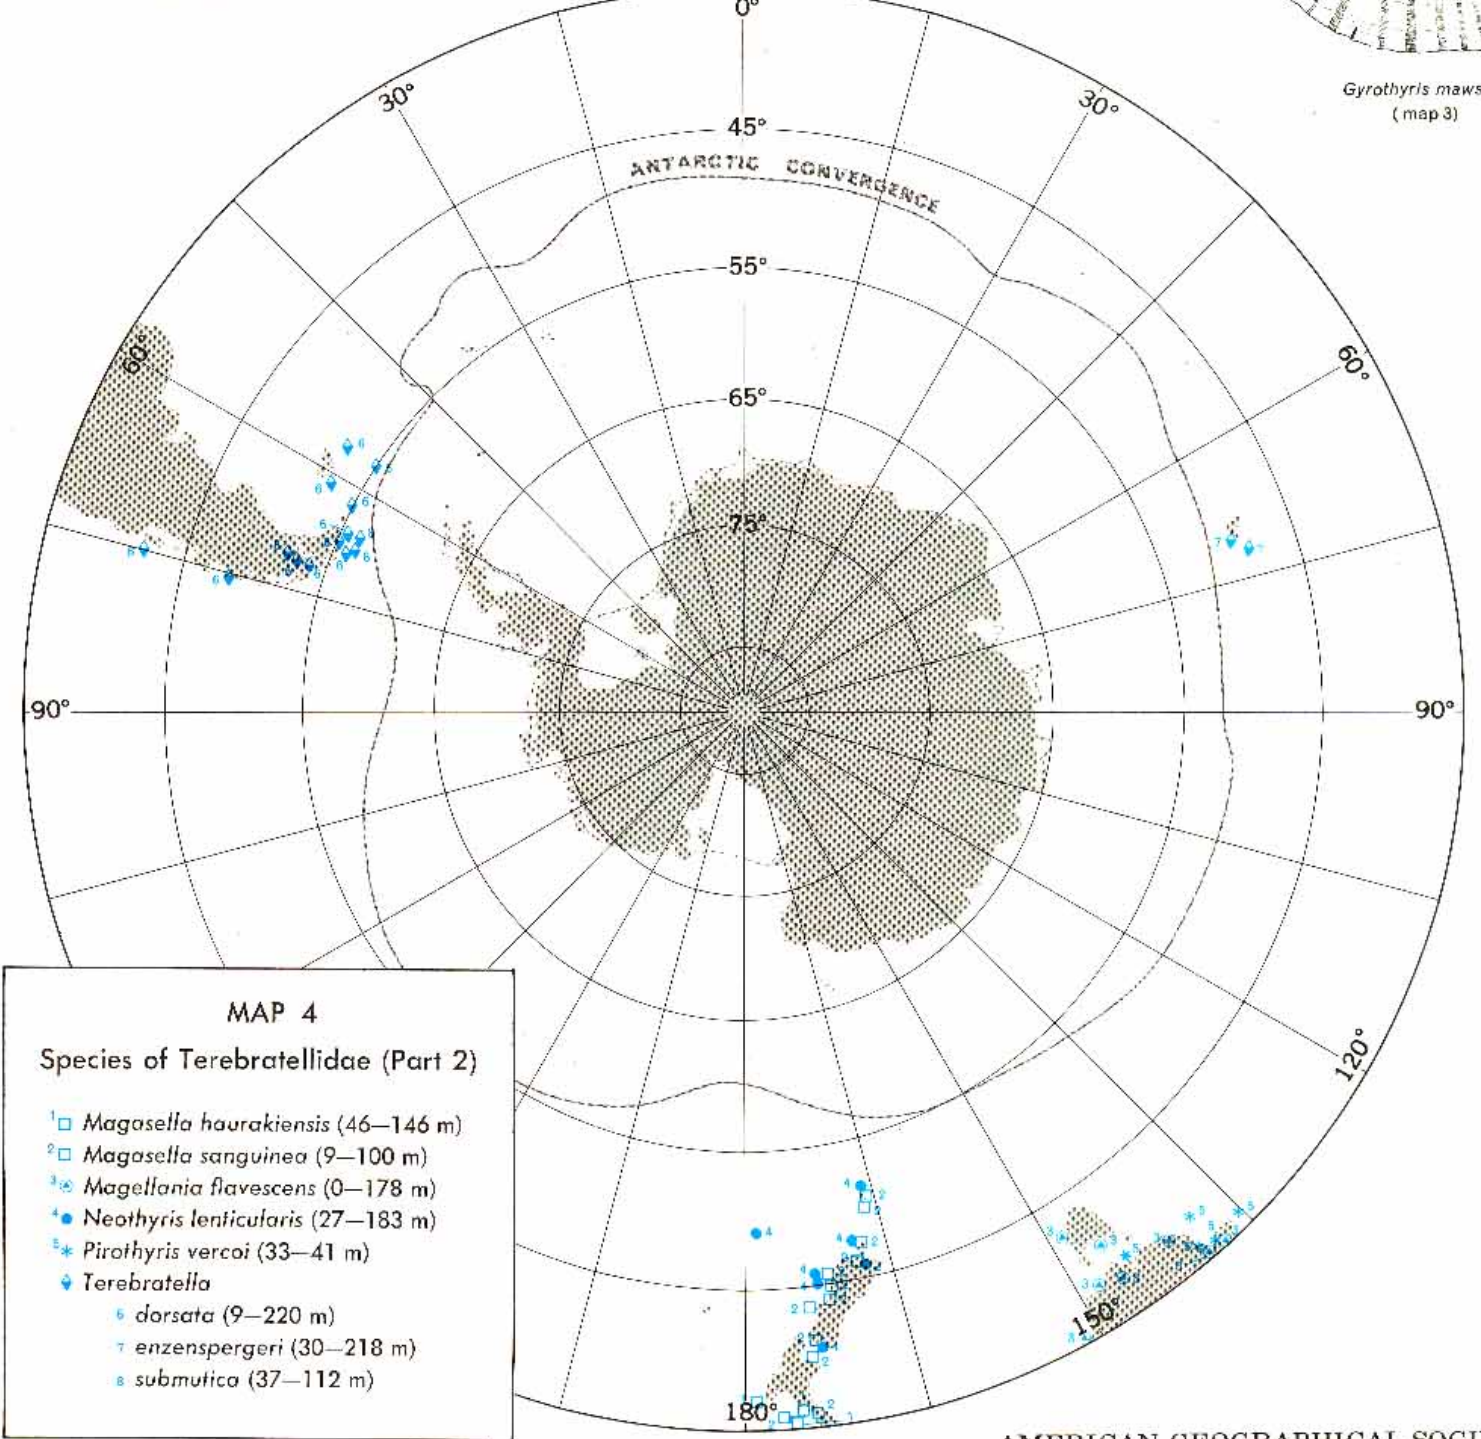 0°
30°
30°
Gyrothyris maws
(map 3)
45°
ANTARCTIC CONVERGENCE
55°
60°
60°
65°
75°
90°
90°
120°
150°
180°
MAP 4
Species of Terebratellidae (Part 2)
1 Magasella haurakiensis (46—146 m)
2 Magasella sanguinea (9—100 m)
3 Magellania flavescens (0—178 m)
4 Neothyris lenticularis (27—183 m)
5 Pirothyris vercoi (33—41 m)
Terebratella
6 dorsata (9—220 m)
7 enzenspergeri (30—218 m)
8 submutica (37—112 m)
AMERICAN GEOGRAPHICAL